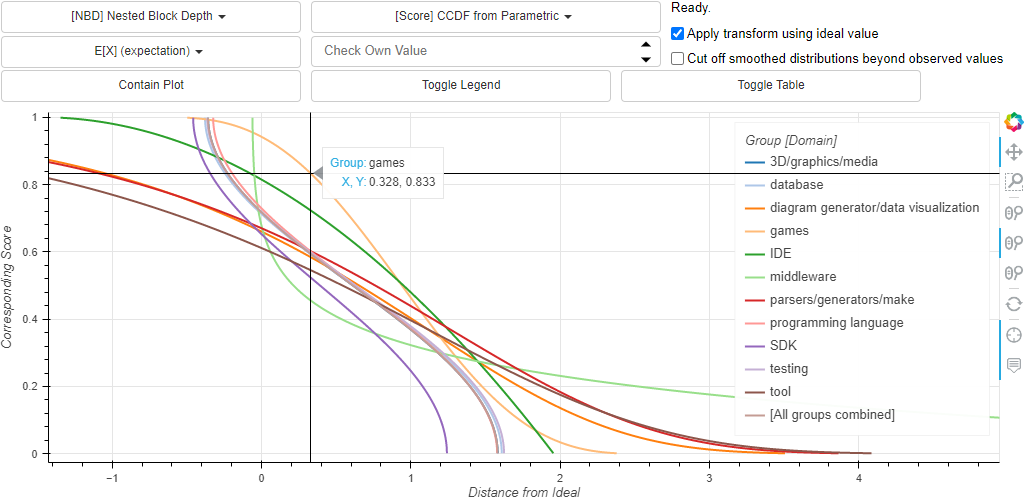 [NBD] Nested Block Depth
[Score] CCDF from Parametric
Ready.
E[X] (expectation)
Check Own Value
Apply transform using ideal value
Cut off smoothed distributions beyond observed values
Contain Plot
Toggle Legend
Toggle Table
Corresponding Score
1
0.8
0.6
0.4
0.2
0
Group: games
X, Y: 0.328, 0.833
Group [Domain]
3D/graphics/media
database
diagram generator/data visualization
games
IDE
middleware
parsers/generators/make
programming language
SDK
testing
tool
[All groups combined]
−1
0
1
2
3
4
Distance from Ideal